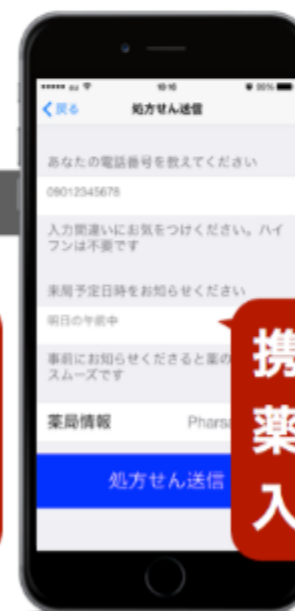 au
10:10
戻る
処方せん送信
あなたの電話番号を教えてください
09012345678
入力間違いにお気をつけください。ハイ
フンは不要です
来局予定日時をお知らせください
明日の午前中
事前にお知らせくださると薬の
スムーズです
薬局情報
処方せん送信
携
薬
入